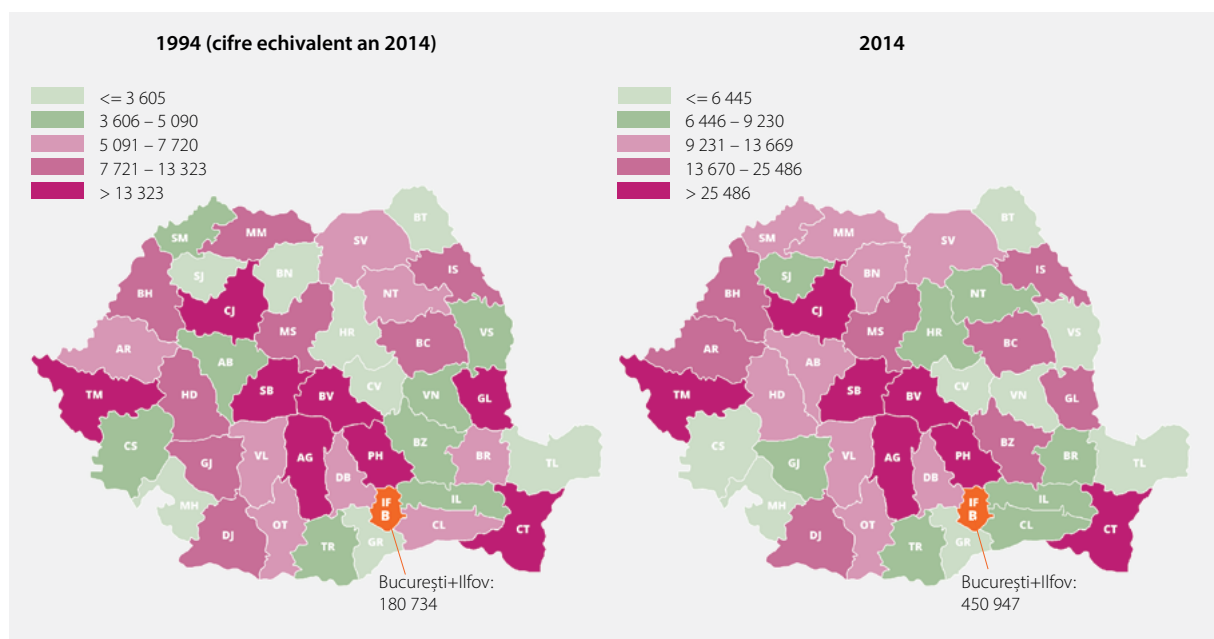 1994 (cifre echivalent an 2014)
<= 3 605
3 606 – 5 090
5 091 – 7 720
7 721 – 13 323
> 13 323
BT
SM
MM
SV
SJ
BN
IS
BH
CJ
NT
MS
HR
VS
AR
AB
BC
TM
HD
SB
BV
CV
VN
GL
CS
BZ
GJ
VL
AG
PH
DB
BR
TL
MH
IF
B
IL
DJ
OT
TR
GR
CL
CT
București+Ilfov:
180 734
2014
<= 6 445
6 446 – 9 230
9 231 – 13 669
13 670 – 25 486
> 25 486
BT
SM
MM
SV
SJ
BN
IS
BH
CJ
NT
MS
HR
VS
AR
AB
BC
TM
HD
SB
BV
CV
VN
GL
CS
BZ
GJ
VL
AG
PH
DB
BR
TL
MH
IF
B
IL
DJ
OT
TR
GR
CL
CT
București+Ilfov:
450 947